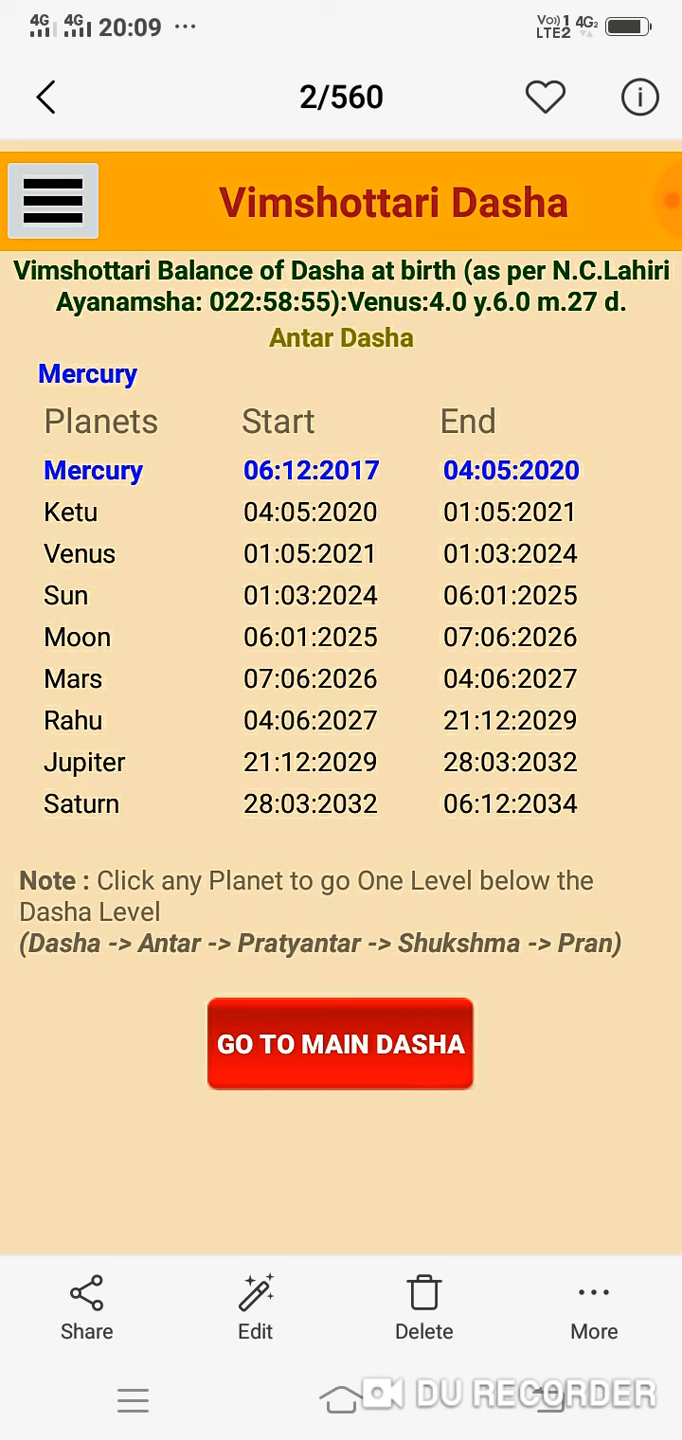 4G 4G 20:09 ...
Vo)) 1 4G2
LTE2
2/560
Vimshottari Dasha
Vimshottari Balance of Dasha at birth (as per N.C.Lahiri
Ayanamsha: 022:58:55):Venus:4.0 y.6.0 m.27 d.
Antar Dasha
Mercury
Planets Start End
Mercury 06:12:2017 04:05:2020
Ketu 04:05:2020 01:05:2021
Venus 01:05:2021 01:03:2024
Sun 01:03:2024 06:01:2025
Moon 06:01:2025 07:06:2026
Mars 07:06:2026 04:06:2027
Rahu 04:06:2027 21:12:2029
Jupiter 21:12:2029 28:03:2032
Saturn 28:03:2032 06:12:2034
Note : Click any Planet to go One Level below the
Dasha Level
(Dasha -> Antar -> Pratyantar -> Shukshma -> Pran)
GO TO MAIN DASHA
Share Edit Delete More
DU RECORDER